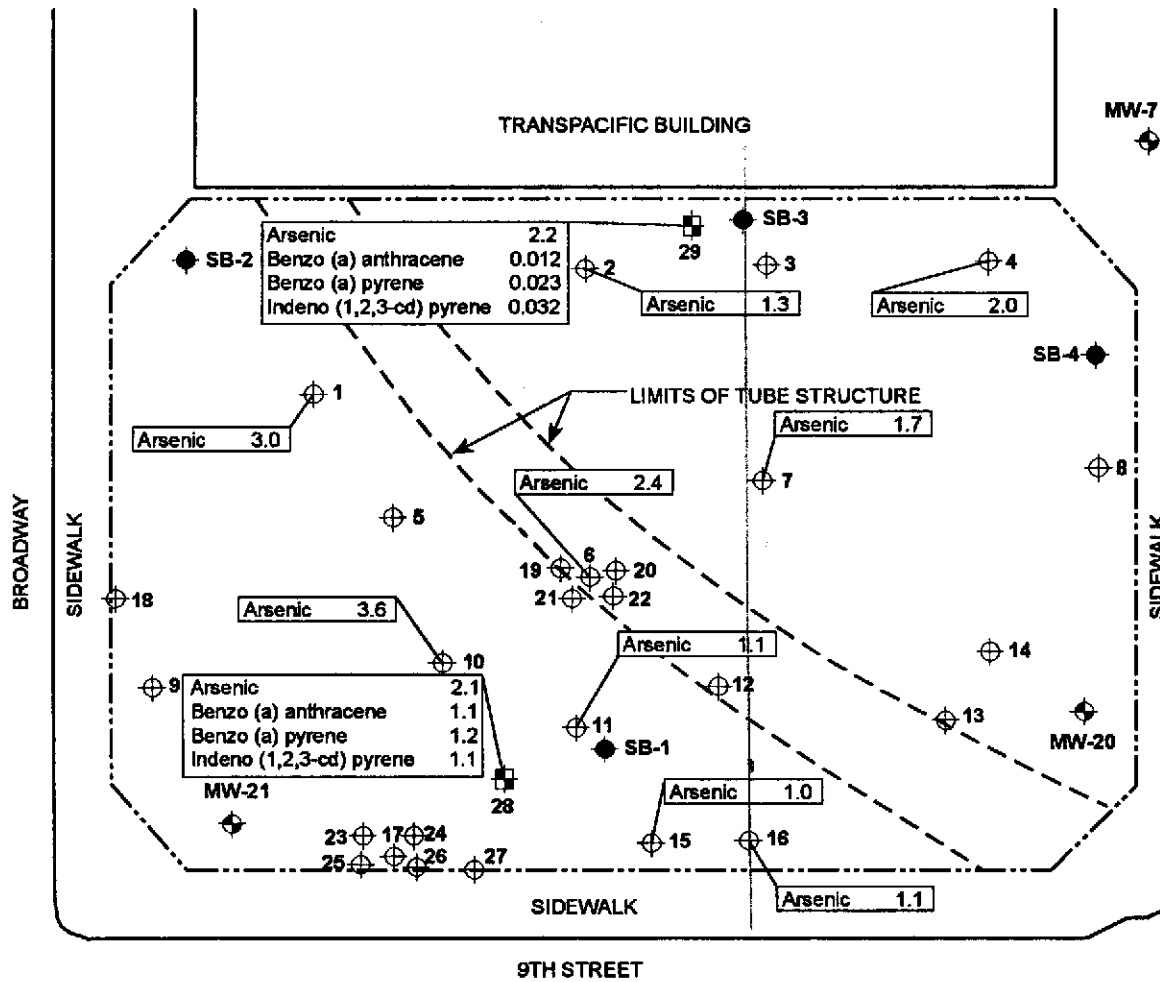 TRANSPACIFIC BUILDING
MW-7
SB-2
Arsenic 2.2
Benzo (a) anthracene 0.012
Benzo (a) pyrene 0.023
Indeno (1,2,3-cd) pyrene 0.032
29
SB-3
2
3
4
Arsenic 1.3
Arsenic 2.0
SB-4
1
LIMITS OF TUBE STRUCTURE
Arsenic 3.0
Arsenic 1.7
Arsenic 2.4
7
8
5
BROADWAY
SIDEWALK
SIDEWALK
19
6
20
21
22
18
Arsenic 3.6
Arsenic 1.1
10
14
9
Arsenic 2.1
Benzo (a) anthracene 1.1
Benzo (a) pyrene 1.2
Indeno (1,2,3-cd) pyrene 1.1
12
11
13
SB-1
MW-20
MW-21
28
Arsenic 1.0
23
17
24
25
26
27
15
16
Arsenic 1.1
SIDEWALK
9TH STREET